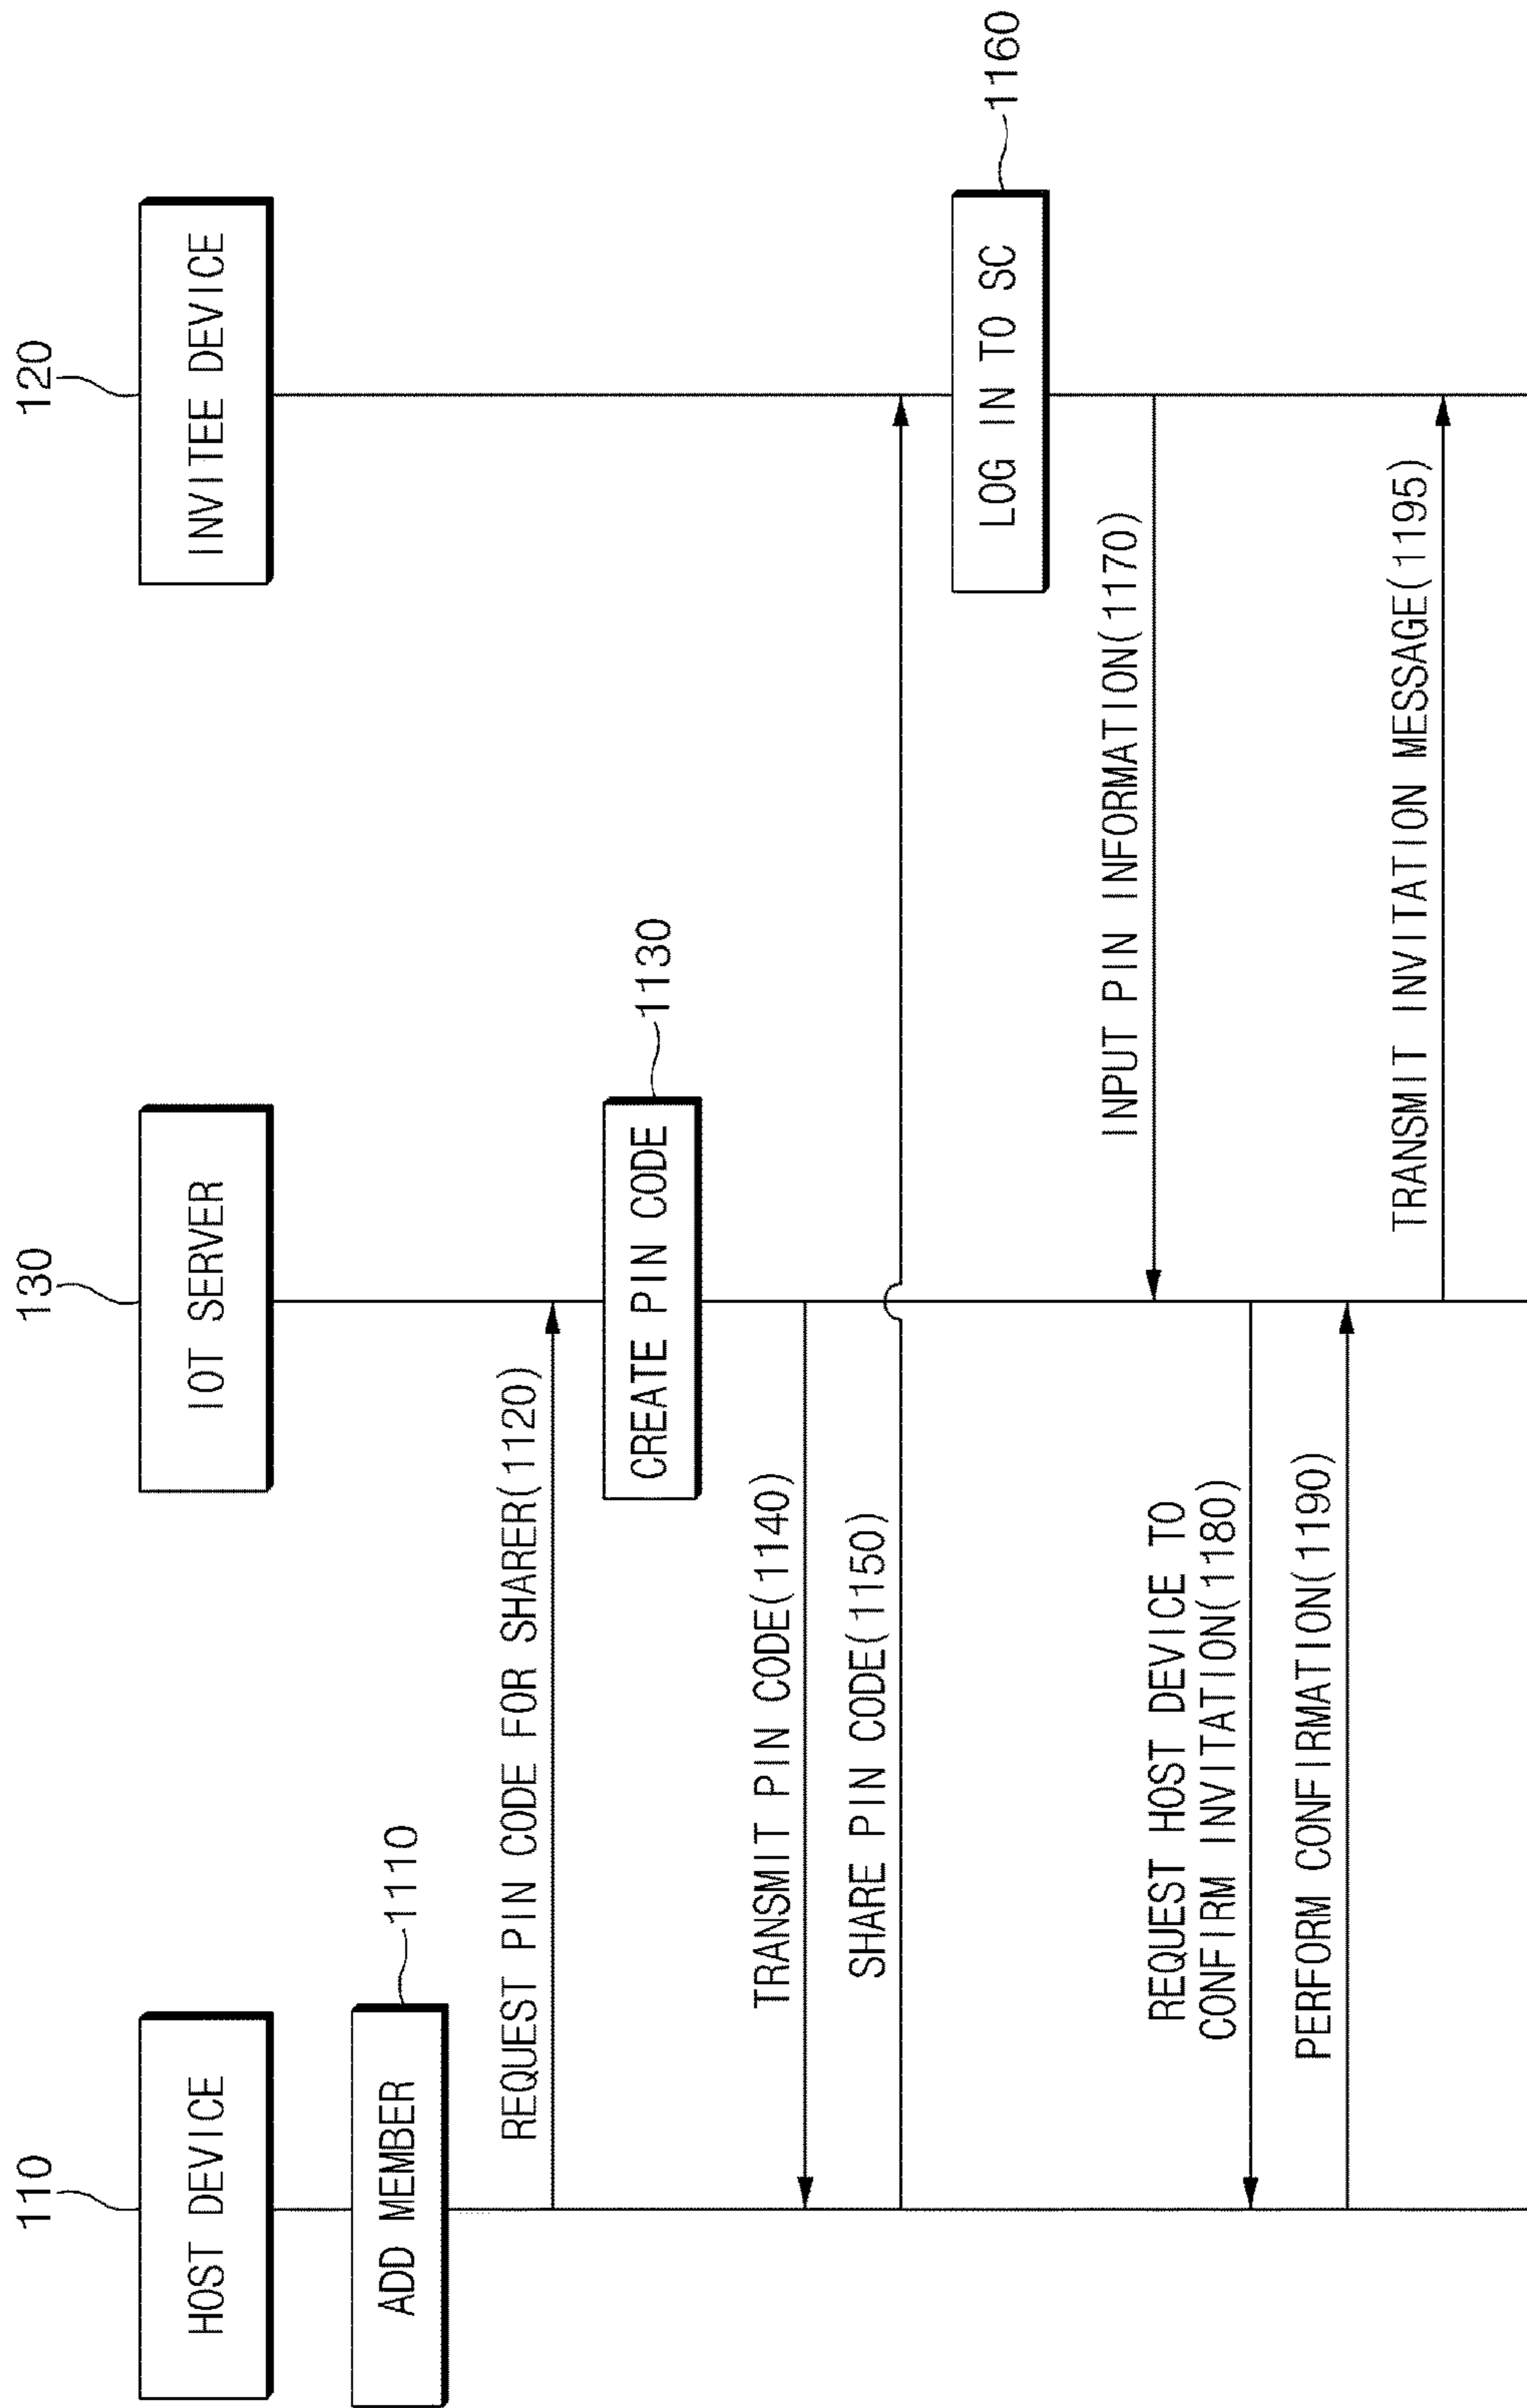 110
130
120
HOST DEVICE
IOT SERVER
INVITEE DEVICE
ADD MEMBER
1110
REQUEST PIN CODE FOR SHARER(1120)
CREATE PIN CODE
1130
TRANSMIT PIN CODE(1140)
SHARE PIN CODE(1150)
LOG IN TO SC
1160
INPUT PIN INFORMATION(1170)
REQUEST HOST DEVICE TO
CONFIRM INVITATION(1180)
PERFORM CONFIRMATION(1190)
TRANSMIT INVITATION MESSAGE(1195)